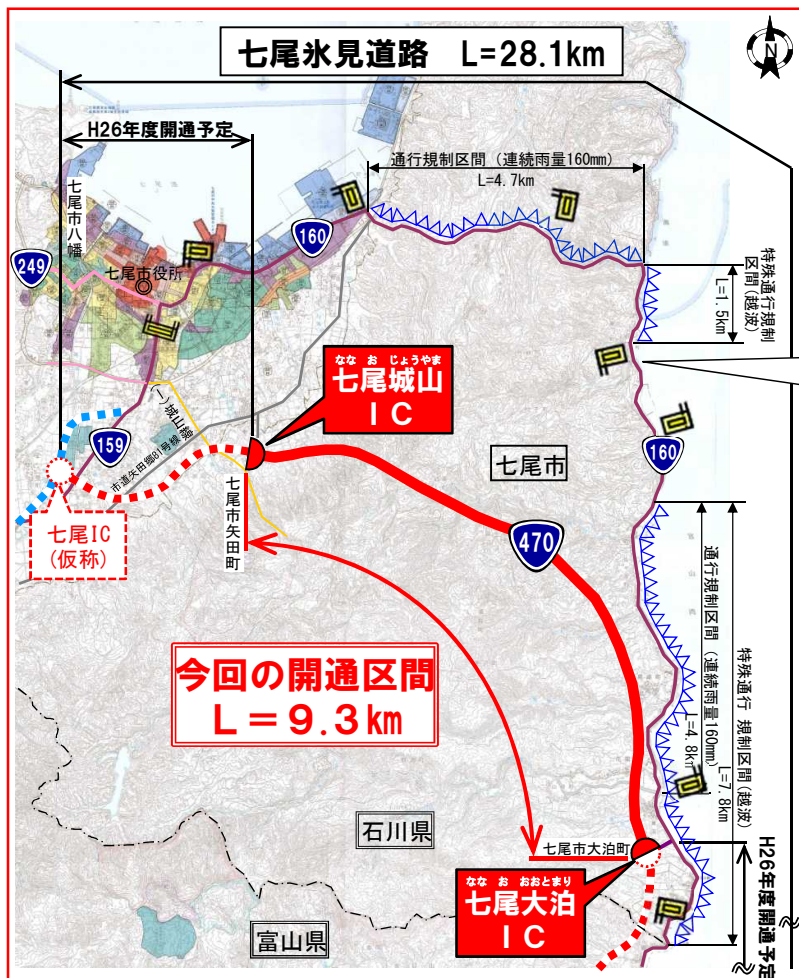 七尾氷見道路 L=28.1km
N
H26年度開通予定
通行規制区間（連続雨量160mm）
L=4.7km
七尾市八幡
160
249
七尾市役所
特殊通行規制
区間(越波)
L=1.5km
なな お じょうやま
七尾城山
IC
(一)城山線
159
市道矢田郷81号線
七尾市
160
七尾IC
(仮称)
七尾市矢田町
470
通行規制区間（連続雨量160mm）
L=4.8km
特殊通行 規制区間(越波)
L=7.8km
今回の開通区間
L＝9.3km
石川県
七尾市大泊町
なな お おおとまり
七尾大泊
IC
富山県
H26年度開通予定